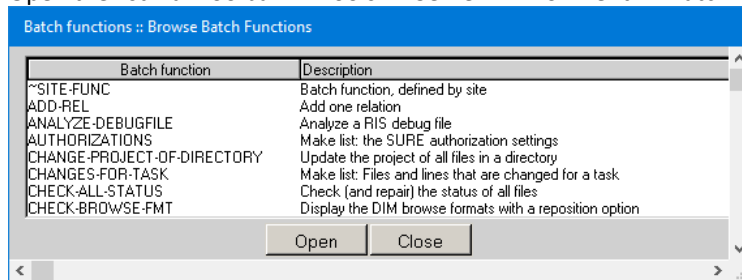 Batch functions :: Browse Batch Functions
Batch function Description
~SITE-FUNC Batch function, defined by site
ADD-REL Add one relation
ANALYZE-DEBUGFILE Analyze a RIS debug file
AUTHORIZATIONS Make list: the SURE authorization settings
CHANGE-PROJECT-OF-DIRECTORY Update the project of all files in a directory
CHANGES-FOR-TASK Make list: Files and lines that are changed for a task
CHECK-ALL-STATUS Check (and repair) the status of all files
CHECK-BROWSE-FMT Display the DIM browse formats with a reposition option
Open Close